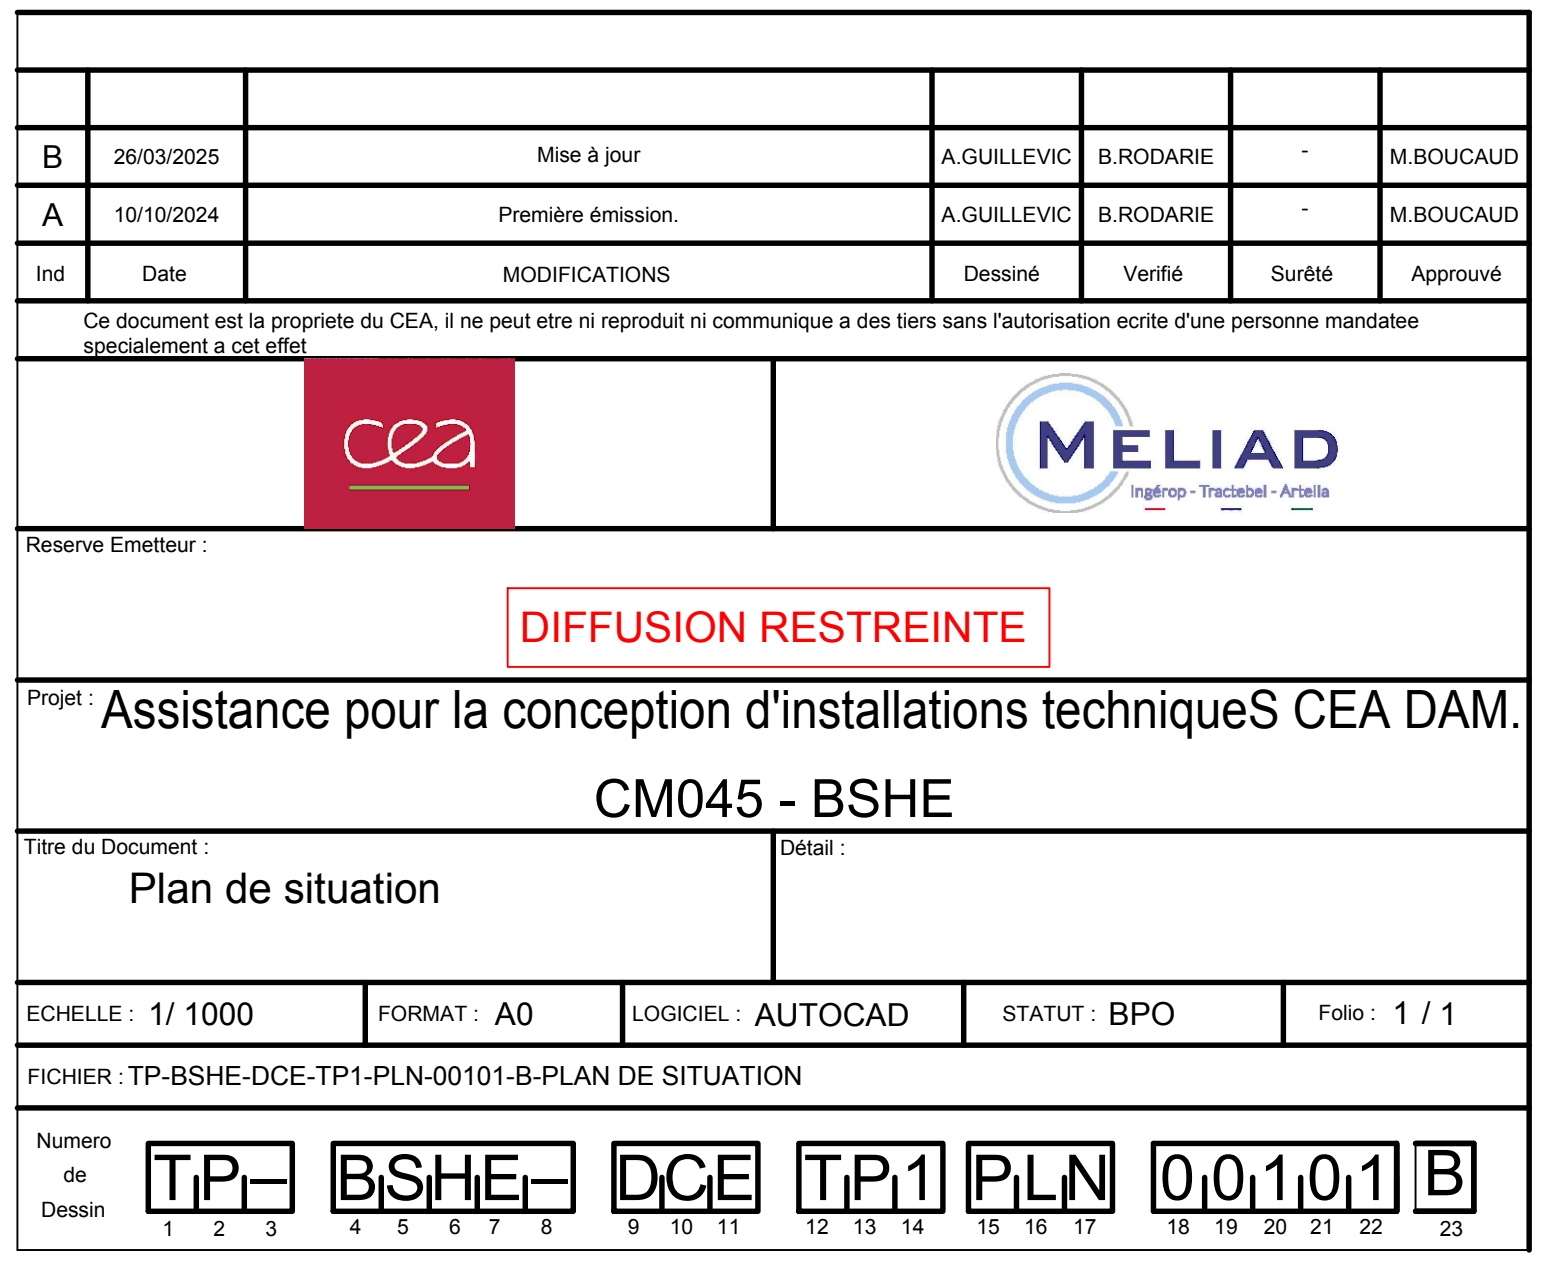 B 26/03/2025 Mise à jour A.GUILLEVIC B.RODARIE - M.BOUCAUD
A 10/10/2024 Première émission. A.GUILLEVIC B.RODARIE - M.BOUCAUD
Ind Date MODIFICATIONS Dessiné Verifié Surêté Approuvé
Ce document est la propriete du CEA, il ne peut etre ni reproduit ni communique a des tiers sans l'autorisation ecrite d'une personne mandatee
specialement a cet effet
cea
MELIAD
Ingérop - Tractebel - Artelia
Reserve Emetteur :
DIFFUSION RESTREINTE
Projet : Assistance pour la conception d'installations techniqueS CEA DAM.
CM045 - BSHE
Titre du Document : Détail :
Plan de situation
ECHELLE : 1/ 1000 FORMAT : A0 LOGICIEL : AUTOCAD STATUT : BPO Folio : 1 / 1
FICHIER : TP-BSHE-DCE-TP1-PLN-00101-B-PLAN DE SITUATION
Numero
de
Dessin
TP- BSHE- DCE TP1 PLN 00101 B
1 2 3 4 5 6 7 8 9 10 11 12 13 14 15 16 17 18 19 20 21 22 23